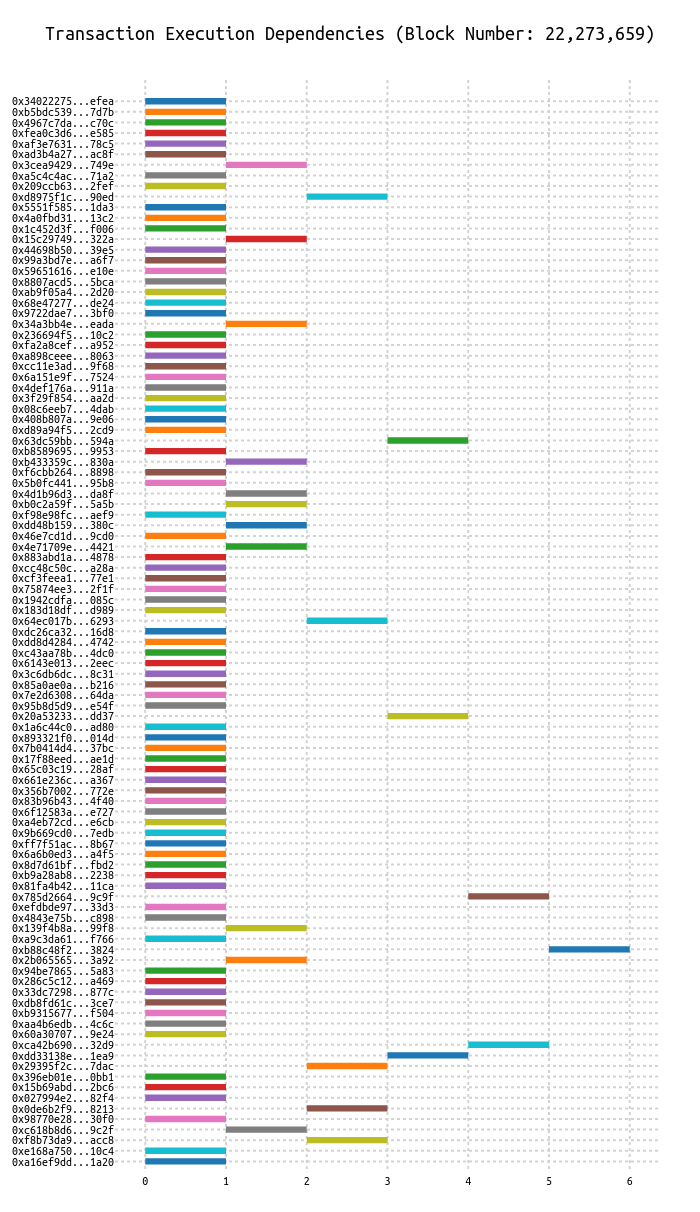 Transaction Execution Dependencies (Block Number: 22,273,659)
0x34022275...efea
0xb5bdc539...7d7b
0x4967c7da...c70c
0xfea0c3d6...e585
0xaf3e7631...78c5
0xad3b4a27...ac8f
0x3cea9429...749e
0xa5c4c4ac...71a2
0x209ccb63...2fef
0xd8975f1c...90ed
0x5551f585...1da3
0x4a0fbd31...13c2
0x1c452d3f...f006
0x15c29749...322a
0x44698b50...39e5
0x99a3bd7e...a6f7
0x59651616...e10e
0x8807acd5...5bca
0xab9f05a4...2d20
0x68e47277...de24
0x9722dae7...3bf0
0x34a3bb4e...eada
0x236694f5...10c2
0xfa2a8cef...a952
0xa898ceee...8063
0xcc11e3ad...9f68
0x6a151e9f...7524
0x4def176a...911a
0x3f29f854...aa2d
0x08c6eeb7...4dab
0x408b807a...9e06
0xd89a94f5...2cd9
0x63dc59bb...594a
0xb8589695...9953
0xb433359c...830a
0xf6cbb264...8898
0x5b0fc441...95b8
0x4d1b96d3...da8f
0xb0c2a59f...5a5b
0xf98e98fc...aef9
0xdd48b159...380c
0x46e7cd1d...9cd0
0x4e71709e...4421
0x883abd1a...4878
0xcc48c50c...a28a
0xcf3feea1...77e1
0x75874ee3...2f1f
0x1942cdfa...085c
0x183d18df...d989
0x64ec017b...6293
0xdc26ca32...16d8
0xdd8d4284...4742
0xc43aa78b...4dc0
0x6143e013...2eec
0x3c6db6dc...8c31
0x85a0ae0a...b216
0x7e2d6308...64da
0x95b8d5d9...e54f
0x20a53233...dd37
0x1a6c44c0...ad80
0x893321f0...014d
0x7b0414d4...37bc
0x17f88eed...ae1d
0x65c03c19...28af
0x661e236c...a367
0x356b7002...772e
0x83b96b43...4f40
0x6f12583a...e727
0xa4eb72cd...e6cb
0x9b669cd0...7edb
0xff7f51ac...8b67
0x6a6b0ed3...a4f5
0x8d7d61bf...fbd2
0xb9a28ab8...2238
0x81fa4b42...11ca
0x785d2664...9c9f
0xefdbde97...33d3
0x4843e75b...c898
0x139f4b8a...99f8
0xa9c3da61...f766
0xb88c48f2...3824
0x2b065565...3a92
0x94be7865...5a83
0x286c5c12...a469
0x33dc7298...877c
0xdb8fd61c...3ce7
0xb9315677...f504
0xaa4b6edb...4c6c
0x60a30707...9e24
0xca42b690...32d9
0xdd33138e...1ea9
0x29395f2c...7dac
0x396eb01e...0bb1
0x15b69abd...2bc6
0x027994e2...82f4
0x0de6b2f9...8213
0x98770e28...30f0
0xc618b8d6...9c2f
0xf8b73da9...acc8
0xe168a750...10c4
0xa16ef9dd...1a20
0 1 2 3 4 5 6